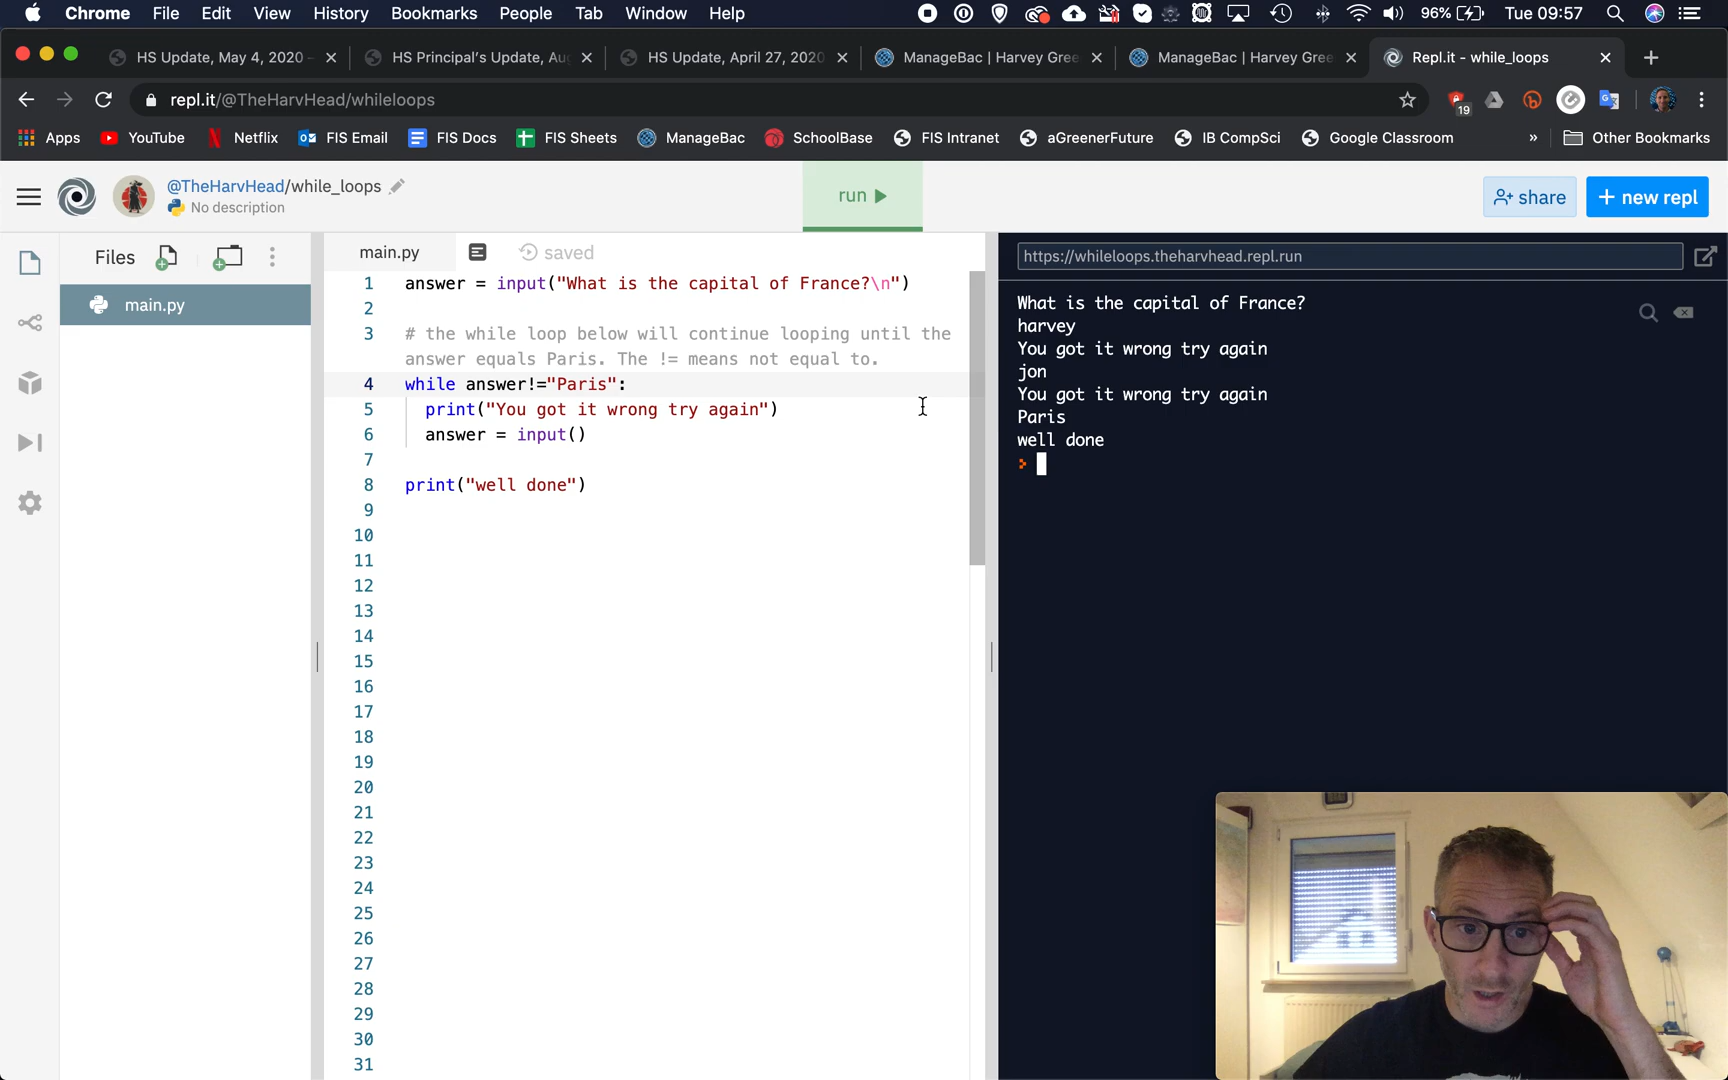 Chrome File Edit View History Bookmarks People Tab Window Help 96% Tue 09:57
HS Update, May 4, 2020 - HS Principal's Update, Au HS Update, April 27, 2020 ManageBac | Harvey Gree ManageBac | Harvey Gree Repl.it - while_loops
repl.it/@TheHarvHead/whileloops 19
Apps YouTube Netflix FIS Email FIS Docs FIS Sheets ManageBac SchoolBase FIS Intranet aGreenerFuture IB CompSci Google Classroom » Other Bookmarks
@TheHarvHead/while_loops
No description
run
share
+ new repl
Files
main.py
main.py saved
1 answer = input("What is the capital of France?\n")
2
3 # the while loop below will continue looping until the
answer equals Paris. The != means not equal to.
4 while answer!="Paris":
5 print("You got it wrong try again")
6 answer = input()
7
8 print("well done")
9
10
11
12
13
14
15
16
17
18
19
20
21
22
23
24
25
26
27
28
29
30
31
https://whileloops.theharvhead.repl.run
What is the capital of France?
harvey
You got it wrong try again
jon
You got it wrong try again
Paris
well done